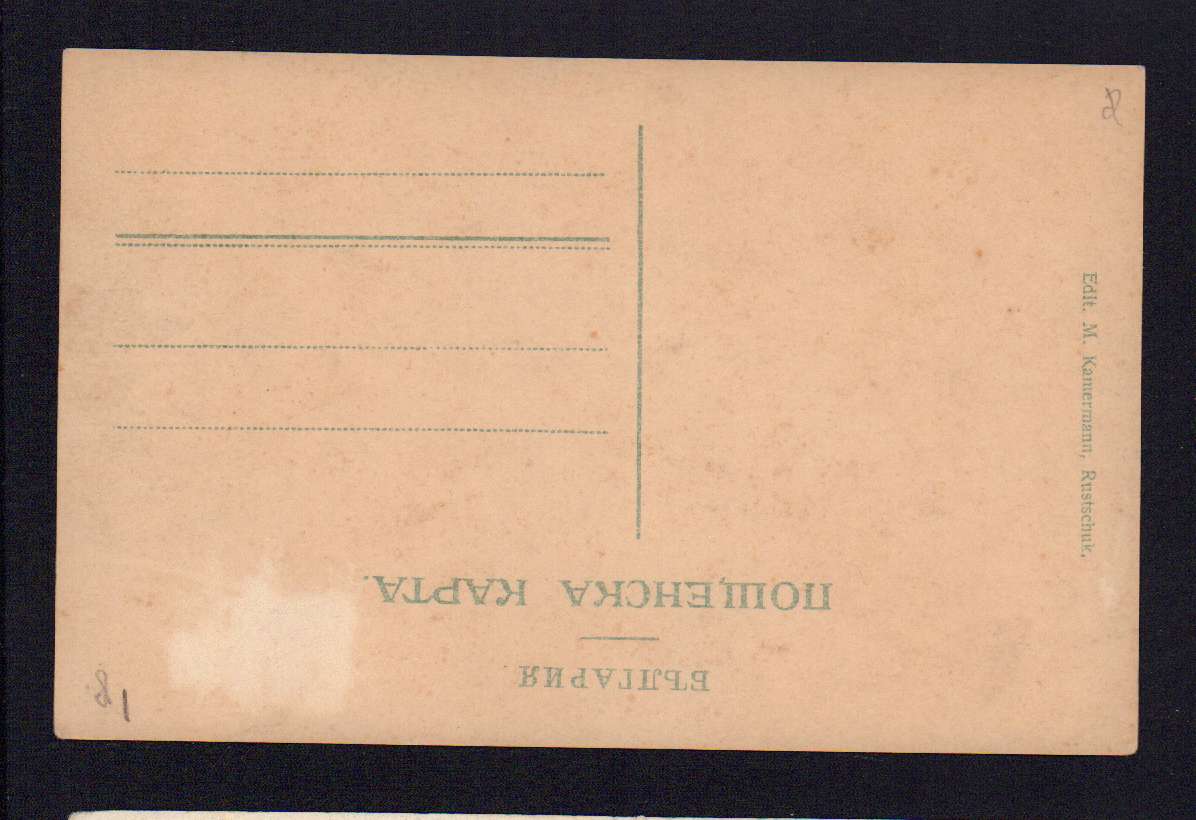 БЪЛГАРИЯ
ПОЩЕНСКА КАРТА.
Edit. M. Kamermann, Rustschuk.